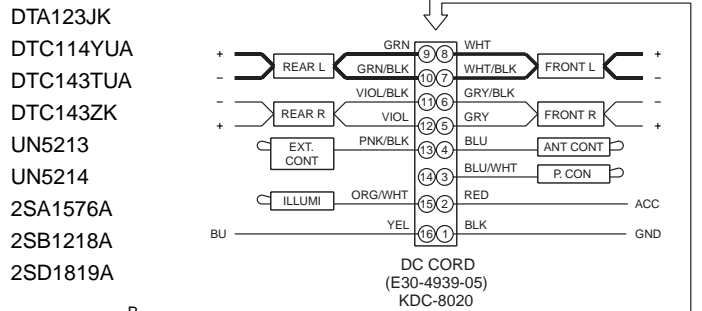 DTA123JK
DTC114YUA
DTC143TUA
DTC143ZK
UN5213
UN5214
2SA1576A
2SB1218A
2SD1819A
B
GRN 9 8 WHT
+ REAR L FRONT L +
- GRN/BLK 10 7 WHT/BLK -
- VIOL/BLK 11 6 GRY/BLK -
REAR R FRONT R
+ VIOL 12 5 GRY +
EXT. CONT PNK/BLK 13 4 BLU ANT CONT
14 3 BLU/WHT P. CON
ILLUMI ORG/WHT 15 2 RED ACC
BU YEL 16 1 BLK GND
DC CORD
(E30-4939-05)
KDC-8020